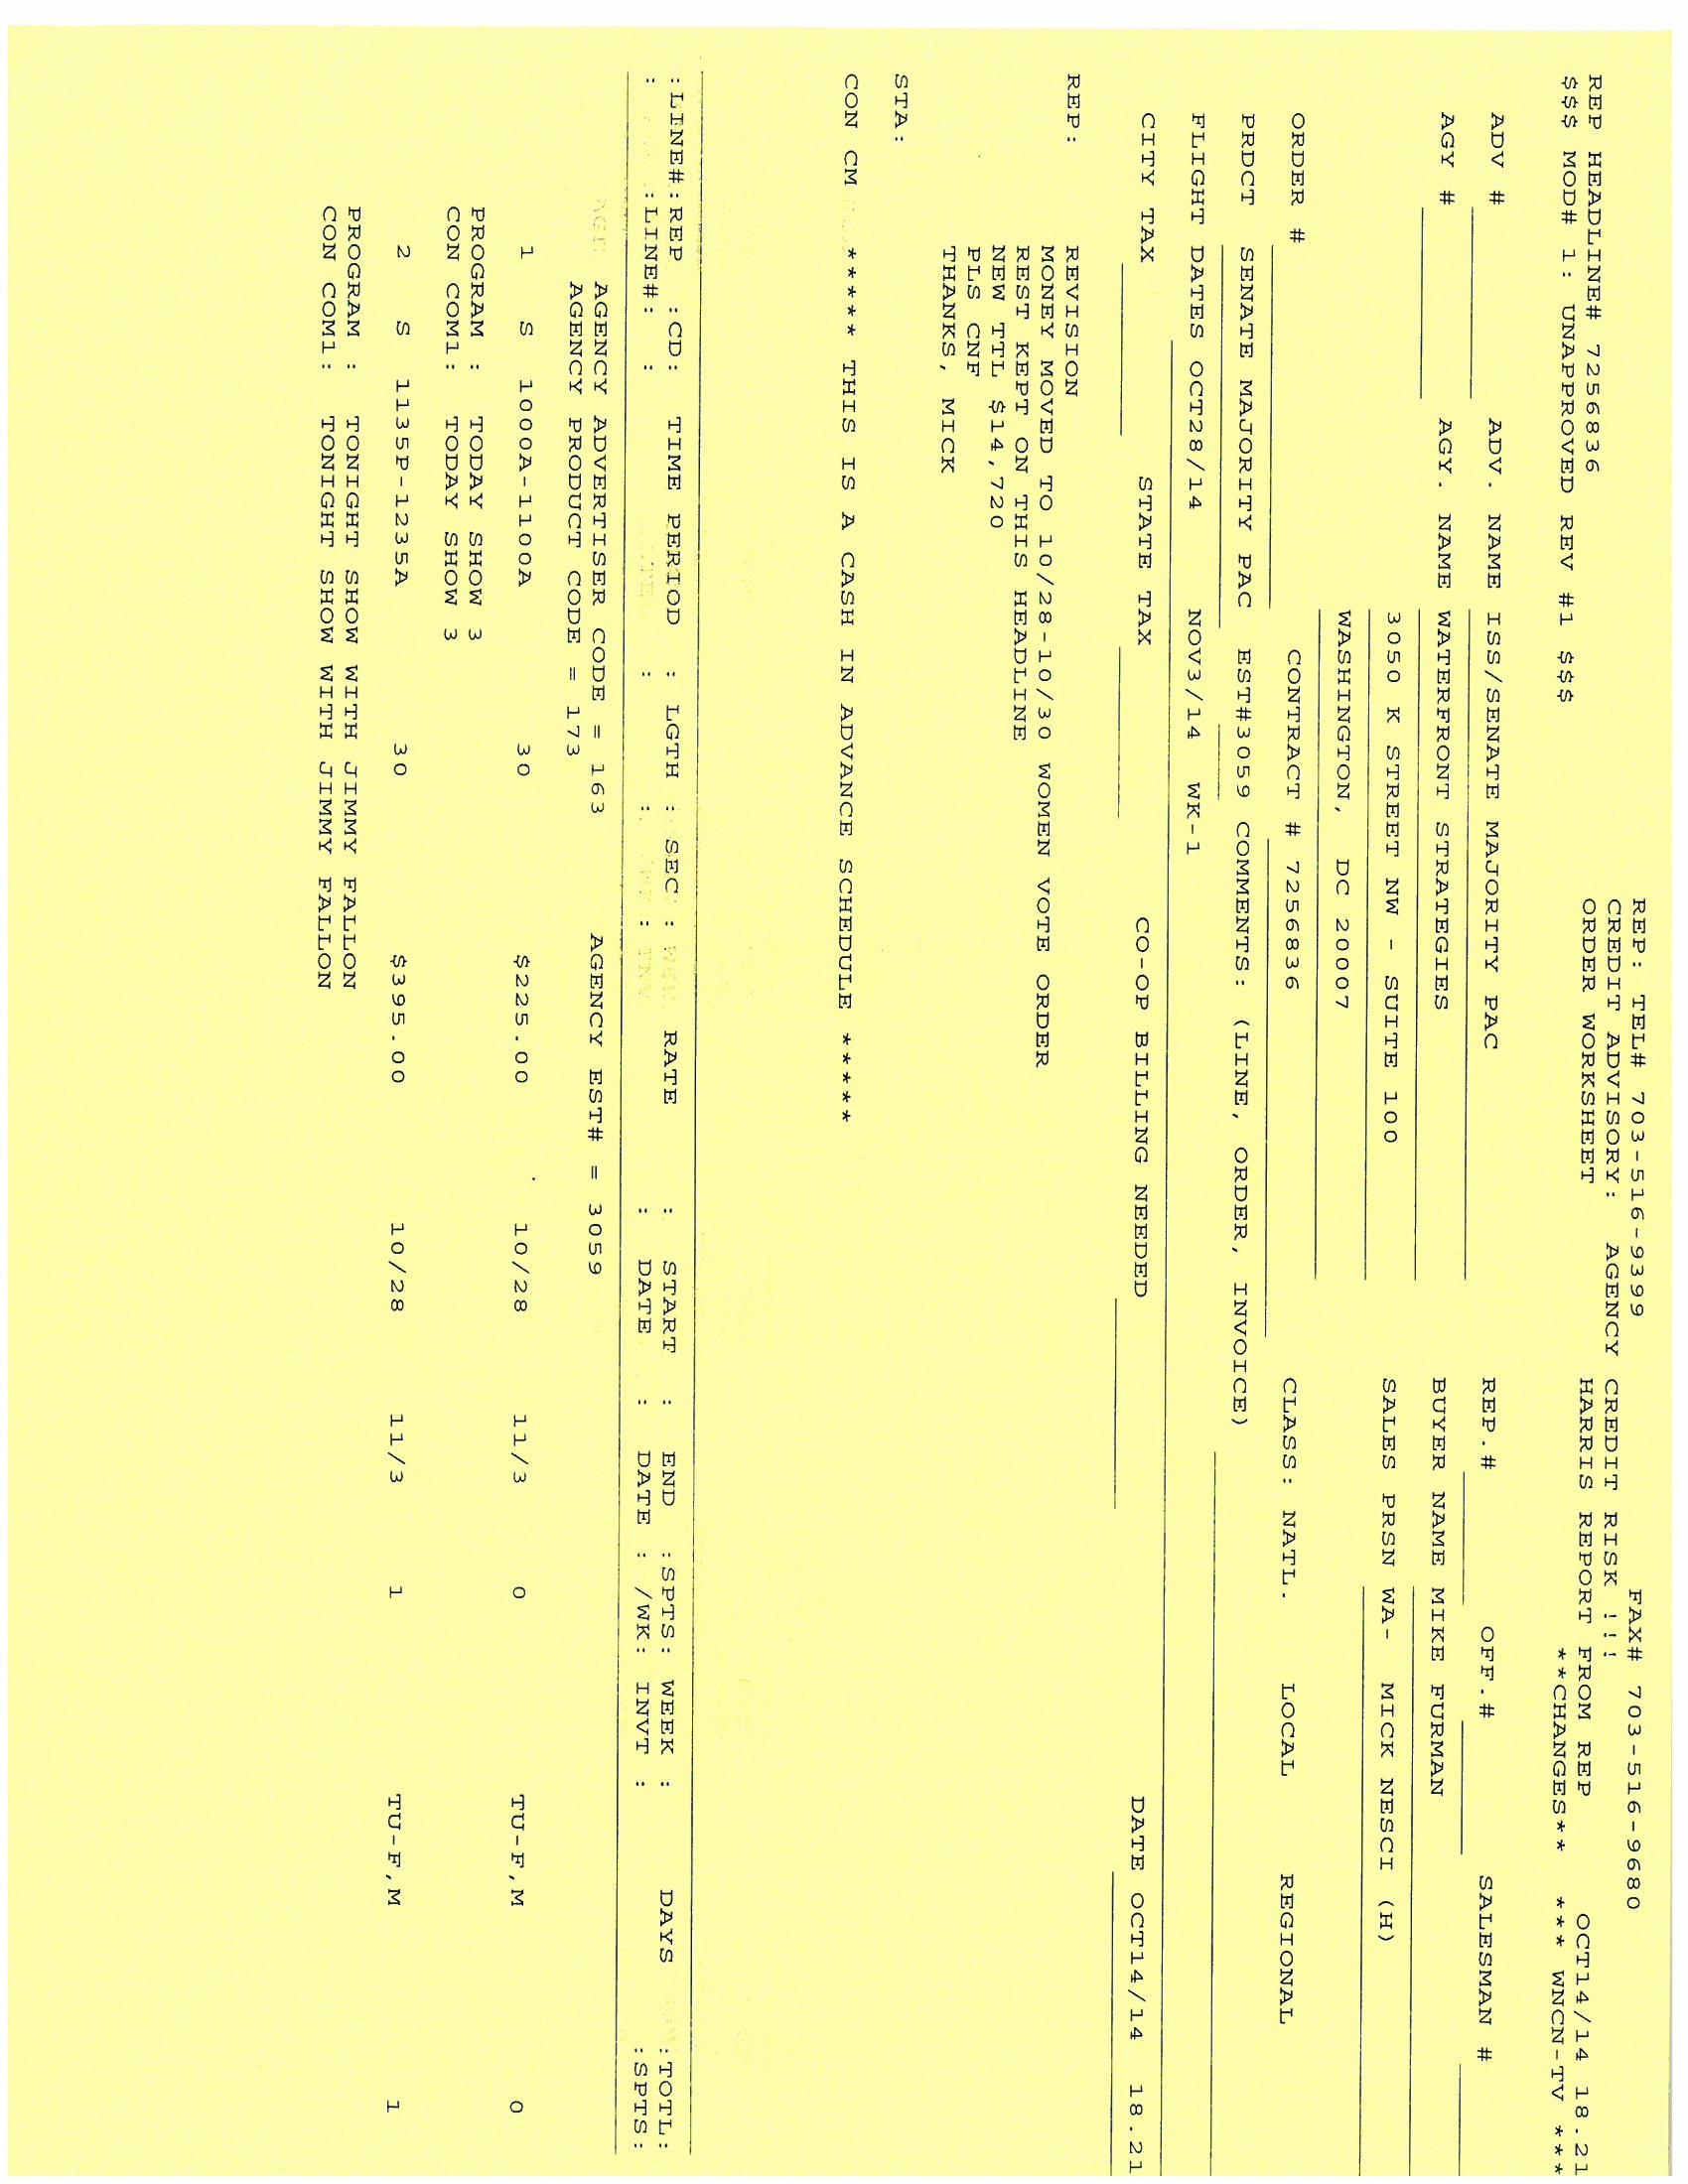 REP: TEL# 703-516-9399 FAX# 703-516-9680
CREDIT ADVISORY: AGENCY CREDIT RISK !!!
REP HEADLINE# 7256836 ORDER WORKSHEET HARRIS REPORT FROM REP OCT14/14 18.21
$$$ MOD# 1: UNAPPROVED REV #1 $$$ **CHANGES** *** WNCN-TV ***
ADV # ADV. NAME ISS/SENATE MAJORITY PAC REP.# OFF.# SALESMAN #
AGY # AGY. NAME WATERFRONT STRATEGIES BUYER NAME MIKE FURMAN
3050 K STREET NW - SUITE 100 SALES PRSN WA- MICK NESCI (H)
WASHINGTON, DC 20007
ORDER # CONTRACT # 7256836 CLASS: NATL. LOCAL REGIONAL
PRDCT SENATE MAJORITY PAC EST#3059 COMMENTS: (LINE, ORDER, INVOICE)
FLIGHT DATES OCT28/14 NOV3/14 WK-1
CITY TAX STATE TAX CO-OP BILLING NEEDED DATE OCT14/14 18.21
REP: REVISION
MONEY MOVED TO 10/28-10/30 WOMEN VOTE ORDER
REST KEPT ON THIS HEADLINE
NEW TTL $14,720
PLS CNF
THANKS, MICK
STA:
CON CM ***** THIS IS A CASH IN ADVANCE SCHEDULE *****
:LINE#:REP :CD: TIME PERIOD : LGTH : SEC : RATE : START : END :SPTS: WEEK : DAYS :TOTL:
: :LINE#: : : : : : DATE : DATE : /WK: INVT : :SPTS:
AGENCY ADVERTISER CODE = 163 AGENCY EST# = 3059
AGENCY PRODUCT CODE = 173
1 S 1000A-1100A 30 $225.00 10/28 11/3 0 TU-F,M 0
PROGRAM : TODAY SHOW 3
CON COM1: TODAY SHOW 3
2 S 1135P-1235A 30 $395.00 10/28 11/3 1 TU-F,M 1
PROGRAM : TONIGHT SHOW WITH JIMMY FALLON
CON COM1: TONIGHT SHOW WITH JIMMY FALLON